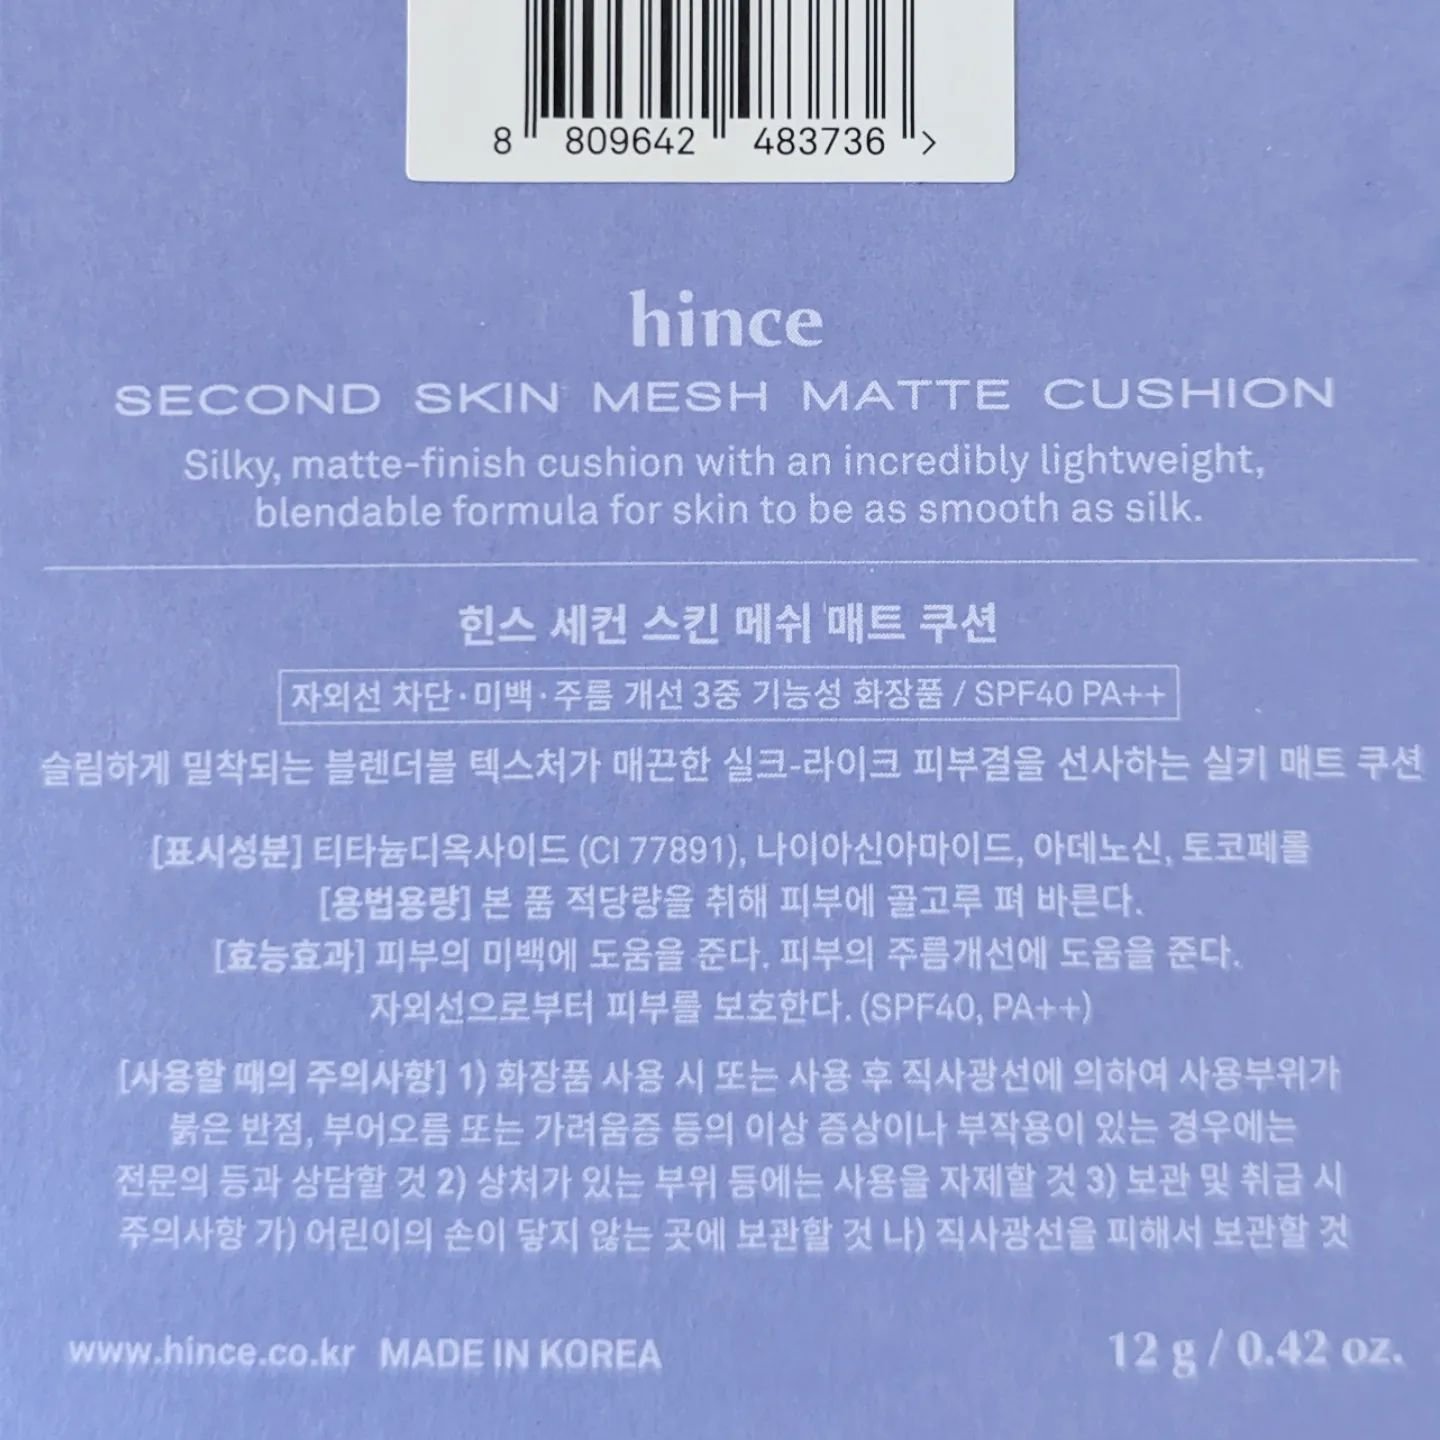 8 809642 483736 >
hince
SECOND SKIN MESH MATTE CUSHION
Silky, matte-finish cushion with an incredibly lightweight,
blendable formula for skin to be as smooth as silk.
힌스 세컨 스킨 메쉬 매트 쿠션
자외선 차단·미백·주름 개선 3중 기능성 화장품 / SPF40 PA++
슬림하게 밀착되는 블렌더블 텍스처가 매끈한 실크-라이크 피부결을 선사하는 실키 매트 쿠션
[표시성분] 티타늄디옥사이드 (CI 77891), 나이아신아마이드, 아데노신, 토코페롤
[용법용량] 본 품 적당량을 취해 피부에 골고루 펴 바른다.
[효능효과] 피부의 미백에 도움을 준다. 피부의 주름개선에 도움을 준다.
자외선으로부터 피부를 보호한다. (SPF40, PA++)
[사용할 때의 주의사항] 1) 화장품 사용 시 또는 사용 후 직사광선에 의하여 사용부위가
붉은 반점, 부어오름 또는 가려움증 등의 이상 증상이나 부작용이 있는 경우에는
전문의 등과 상담할 것 2) 상처가 있는 부위 등에는 사용을 자제할 것 3) 보관 및 취급 시
주의사항 가) 어린이의 손이 닿지 않는 곳에 보관할 것 나) 직사광선을 피해서 보관할 것
www.hince.co.kr MADE IN KOREA
12 g / 0.42 oz.